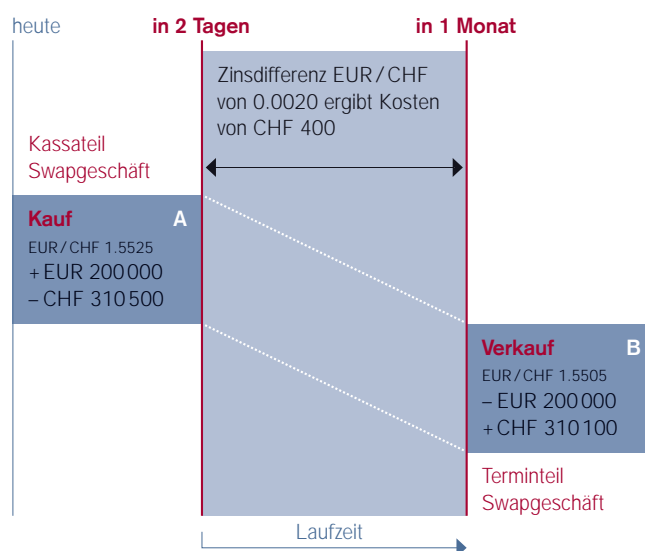 heute
in 2 Tagen
in 1 Monat
Zinsdifferenz EUR / CHF
von 0.0020 ergibt Kosten
von CHF 400
Kassateil
Swapgeschäft
Kauf A
EUR / CHF 1.5525
+ EUR 200 000
– CHF 310 500
Verkauf B
EUR / CHF 1.5505
– EUR 200 000
+ CHF 310 100
Terminteil
Swapgeschäft
Laufzeit